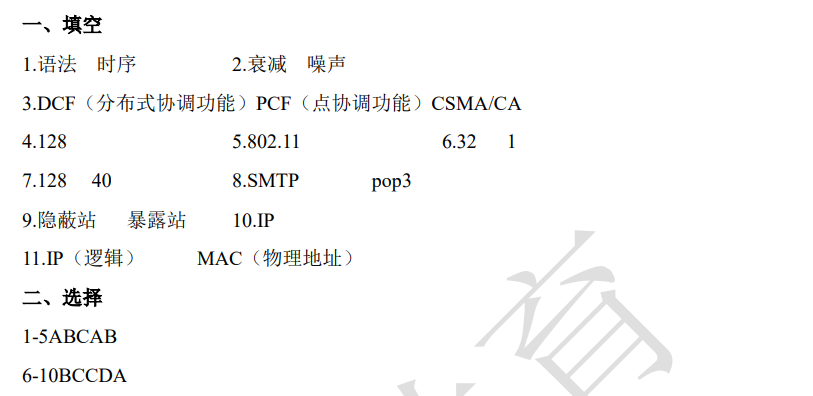 一、填空
1.语法 时序 2.衰减 噪声
3.DCF（分布式协调功能）PCF（点协调功能）CSMA/CA
4.128 5.802.11 6.32 1
7.128 40 8.SMTP pop3
9.隐蔽站 暴露站 10.IP
11.IP（逻辑） MAC（物理地址）
二、选择
1-5ABCAB
6-10BCCDA